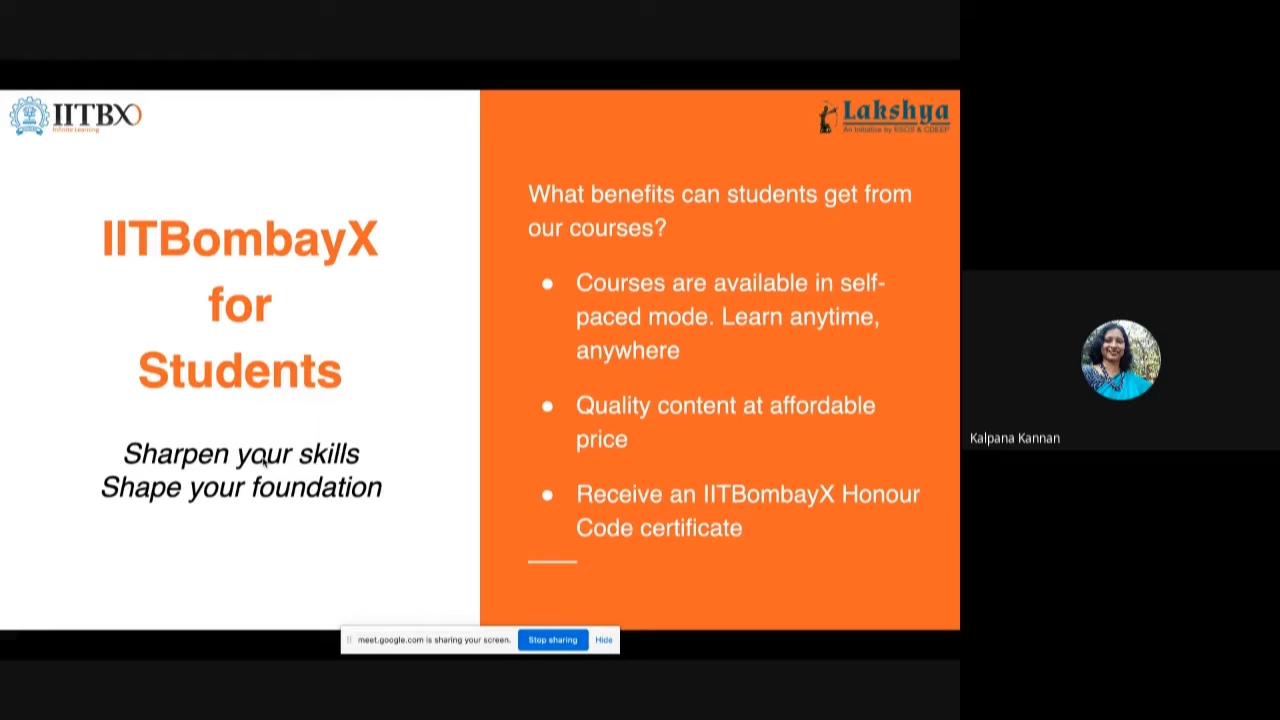 IITBX
Infinite Learning
Lakshya
An Initiative by ESOS & CDEEP
IITBombayX
for
Students
Sharpen your skills
Shape your foundation
What benefits can students get from
our courses?
● Courses are available in self-
paced mode. Learn anytime,
anywhere
● Quality content at affordable
price
● Receive an IITBombayX Honour
Code certificate
Kalpana Kannan
meet.google.com is sharing your screen. Stop sharing Hide